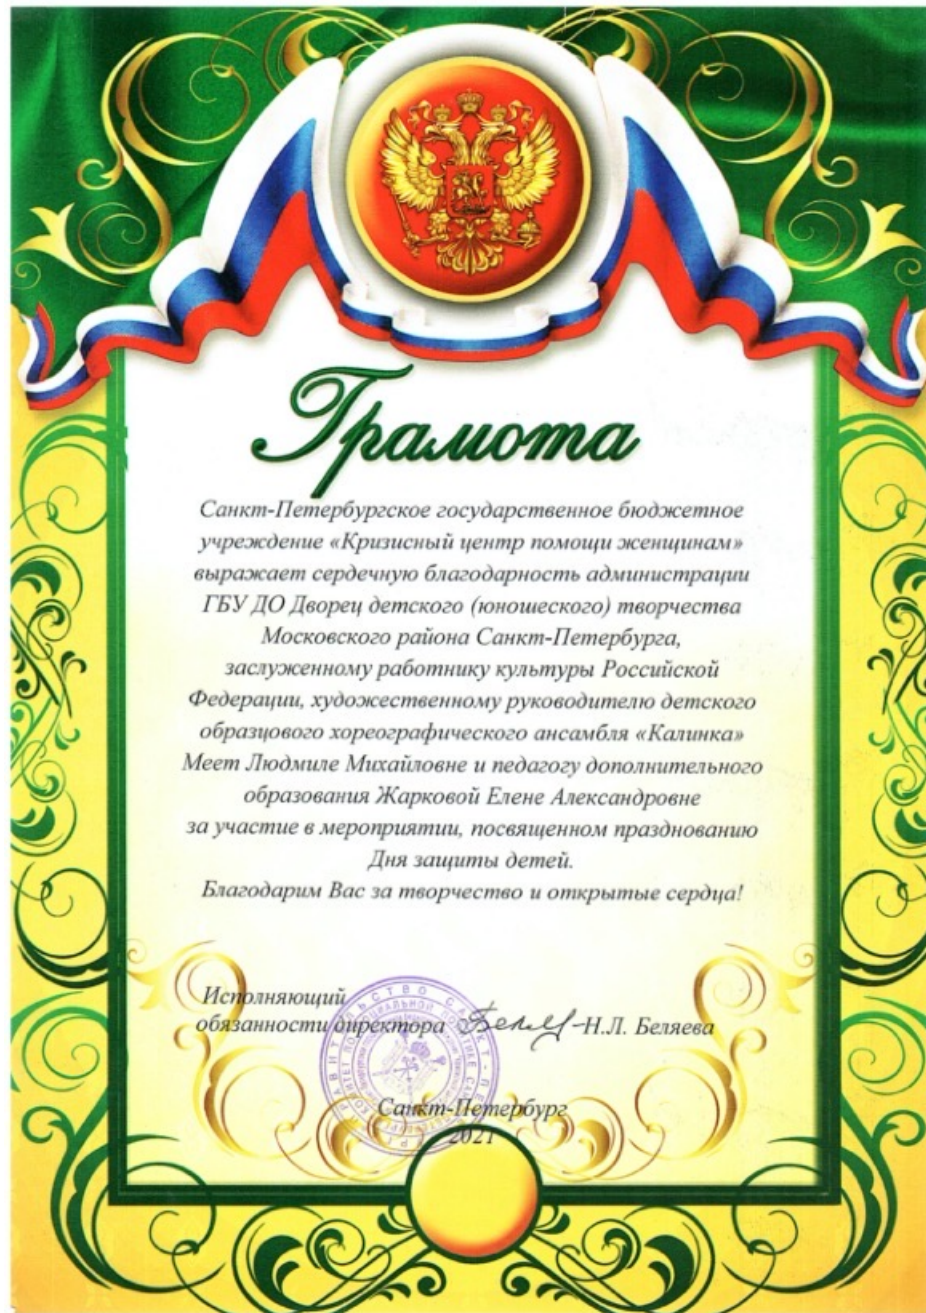 Грамота
Санкт-Петербургское государственное бюджетное
учреждение «Кризисный центр помощи женщинам»
выражает сердечную благодарность администрации
ГБУ ДО Дворец детского (юношеского) творчества
Московского района Санкт-Петербурга,
заслуженному работнику культуры Российской
Федерации, художественному руководителю детского
образцового хореографического ансамбля «Калинка»
Меет Людмиле Михайловне и педагогу дополнительного
образования Жарковой Елене Александровне
за участие в мероприятии, посвященном празднованию
Дня защиты детей.
Благодарим Вас за творчество и открытые сердца!
Исполняющий
обязанности директора Н.Л. Беляева
Санкт-Петербург
2021